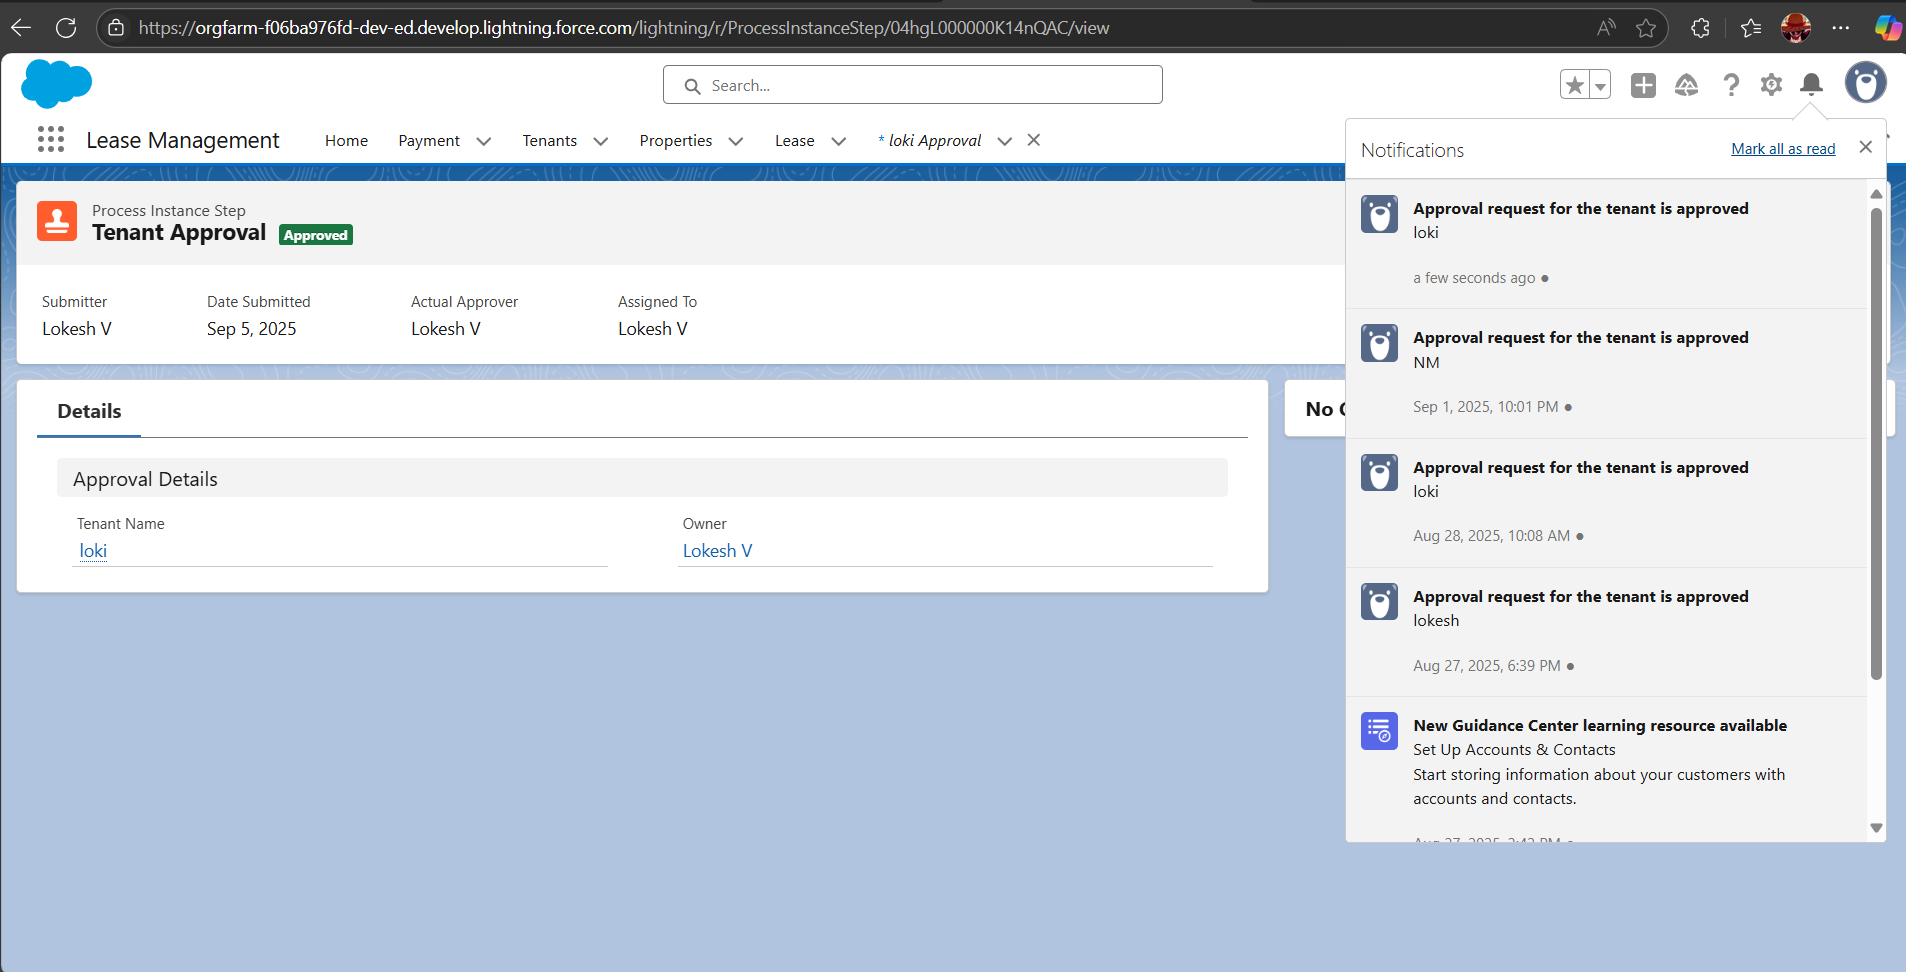 https://orgfarm-f06ba976fd-dev-ed.develop.lightning.force.com/lightning/r/ProcessInstanceStep/04hgL000000K14nQAC/view
Search...
Lease Management
Home
Payment
Tenants
Properties
Lease
* loki Approval
Process Instance Step
Tenant Approval
Approved
Submitter
Lokesh V
Date Submitted
Sep 5, 2025
Actual Approver
Lokesh V
Assigned To
Lokesh V
Details
Approval Details
Tenant Name
loki
Owner
Lokesh V
No
Notifications
Mark all as read
Approval request for the tenant is approved
loki
a few seconds ago
Approval request for the tenant is approved
NM
Sep 1, 2025, 10:01 PM
Approval request for the tenant is approved
loki
Aug 28, 2025, 10:08 AM
Approval request for the tenant is approved
lokesh
Aug 27, 2025, 6:39 PM
New Guidance Center learning resource available
Set Up Accounts & Contacts
Start storing information about your customers with
accounts and contacts.